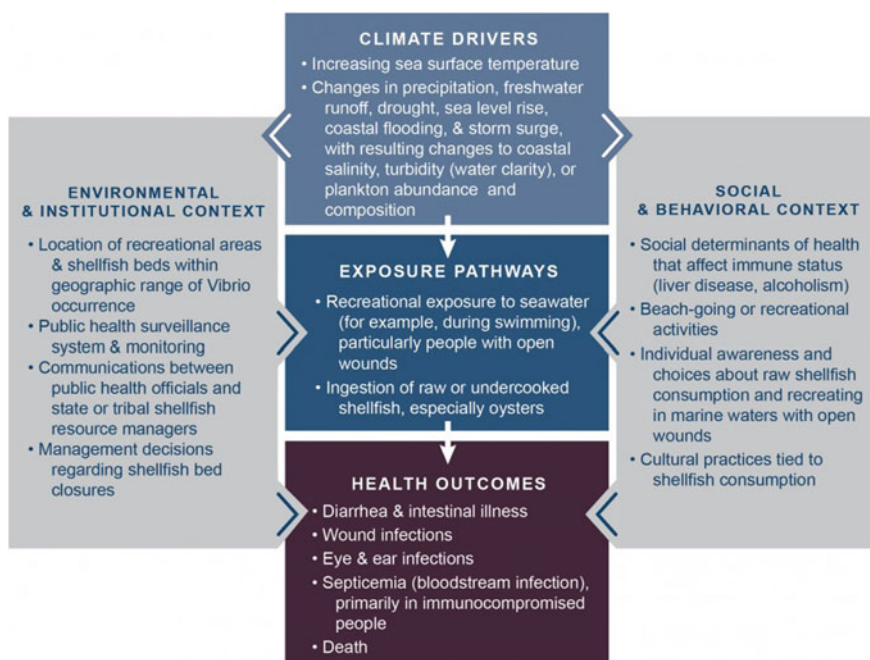 CLIMATE DRIVERS
• Increasing sea surface temperature
• Changes in precipitation, freshwater
runoff, drought, sea level rise,
coastal flooding, & storm surge,
with resulting changes to coastal
salinity, turbidity (water clarity), or
plankton abundance and
composition
ENVIRONMENTAL
& INSTITUTIONAL CONTEXT
• Location of recreational areas
& shellfish beds within
geographic range of Vibrio
occurrence
• Public health surveillance
system & monitoring
• Communications between
public health officials and
state or tribal shellfish
resource managers
• Management decisions
regarding shellfish bed
closures
EXPOSURE PATHWAYS
• Recreational exposure to seawater
(for example, during swimming),
particularly people with open
wounds
• Ingestion of raw or undercooked
shellfish, especially oysters
SOCIAL
& BEHAVIORAL CONTEXT
• Social determinants of health
that affect immune status
(liver disease, alcoholism)
• Beach-going or recreational
activities
• Individual awareness and
choices about raw shellfish
consumption and recreating
in marine waters with open
wounds
• Cultural practices tied to
shellfish consumption
HEALTH OUTCOMES
• Diarrhea & intestinal illness
• Wound infections
• Eye & ear infections
• Septicemia (bloodstream infection),
primarily in immunocompromised
people
• Death